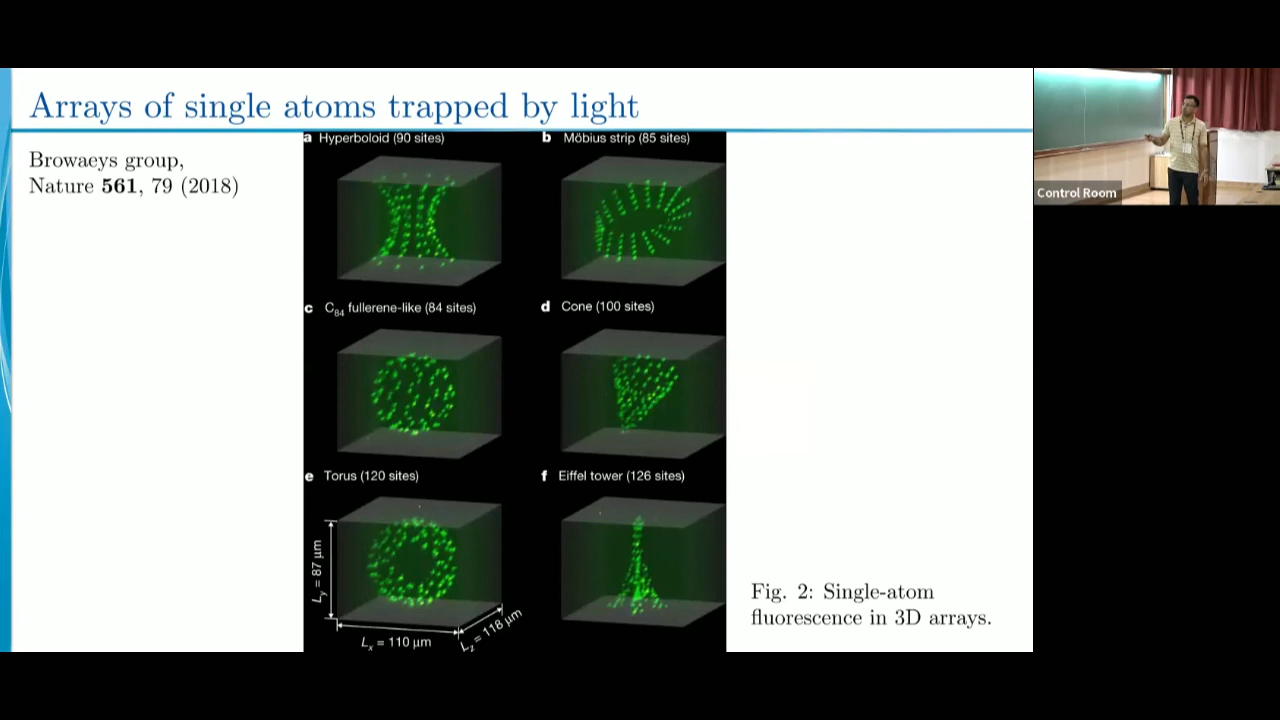 Arrays of single atoms trapped by light
Browaeys group,
Nature 561, 79 (2018)
a Hyperboloid (90 sites)
b Möbius strip (85 sites)
c C84 fullerene-like (84 sites)
d Cone (100 sites)
e Torus (120 sites)
f Eiffel tower (126 sites)
Ly = 87 μm
Lx = 110 μm
Lz = 118 μm
Fig. 2: Single-atom
fluorescence in 3D arrays.
Control Room